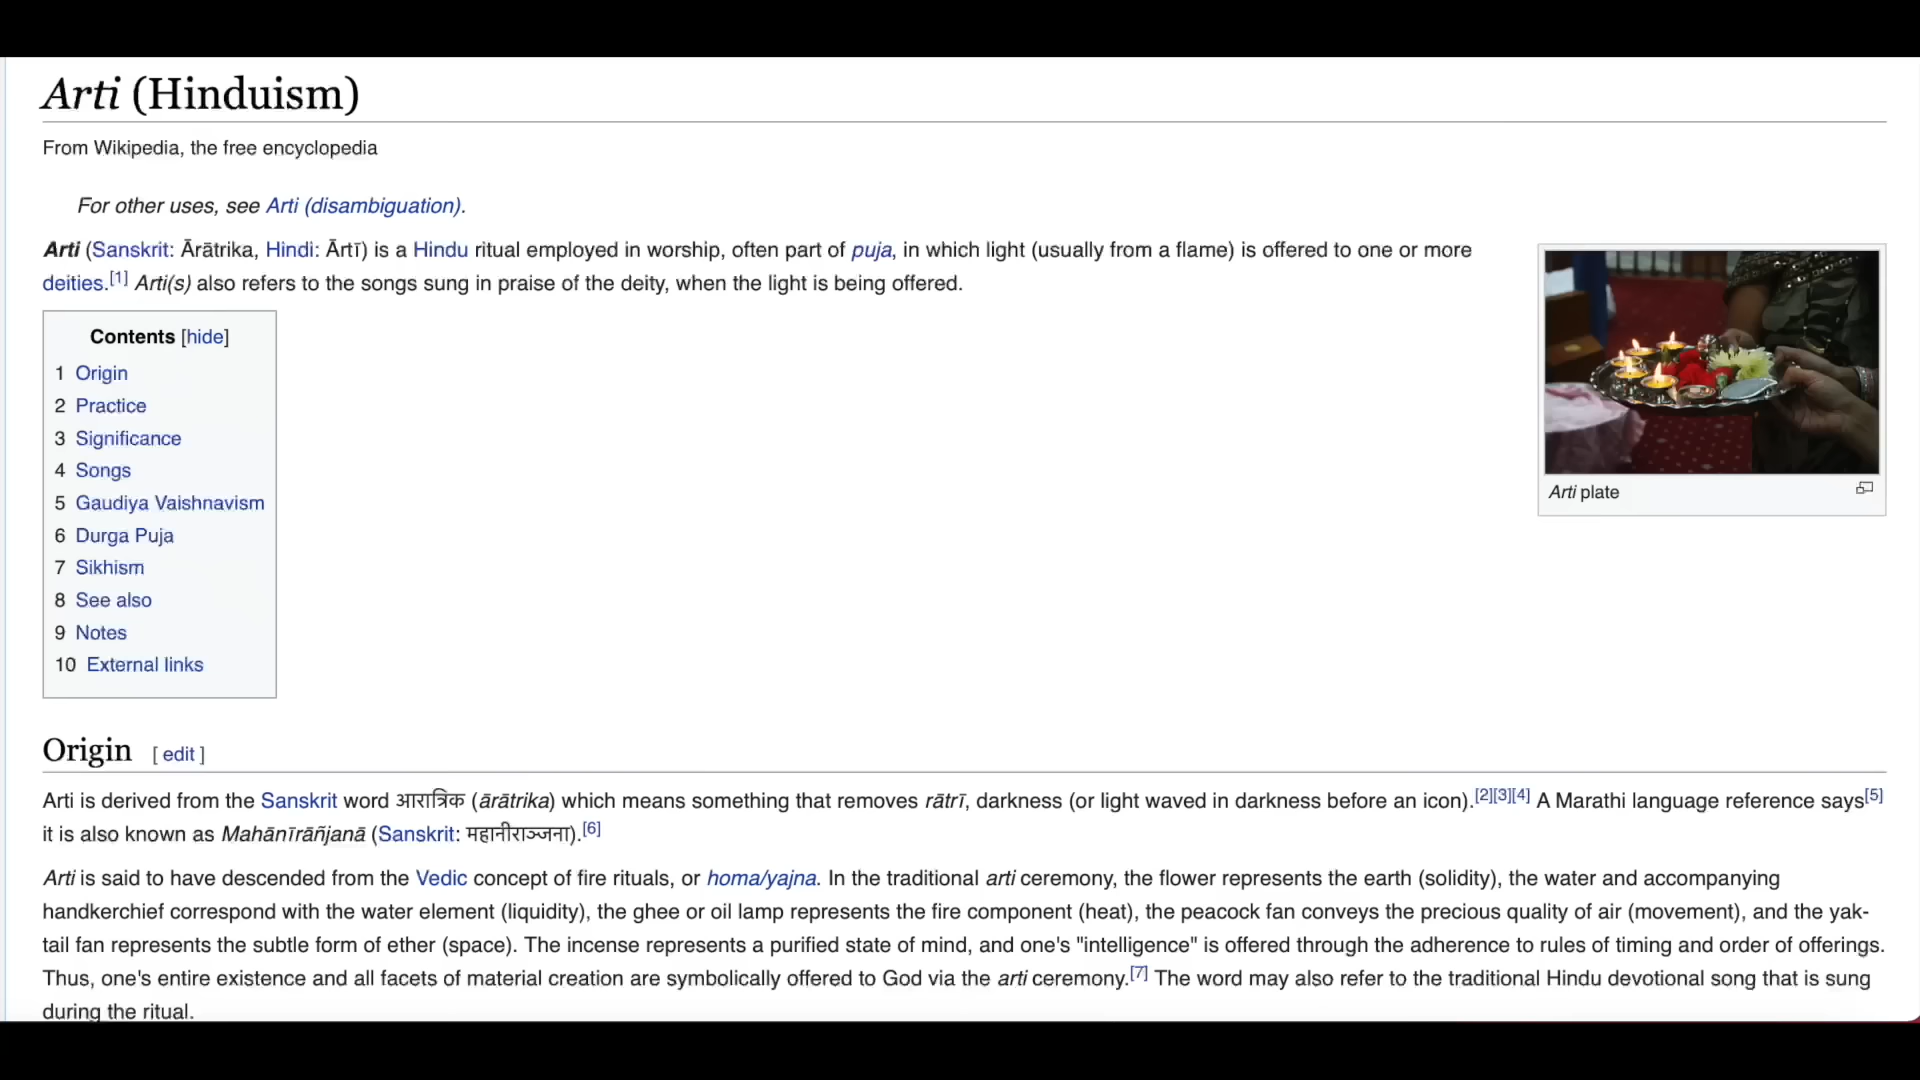 Arti (Hinduism)
From Wikipedia, the free encyclopedia
For other uses, see Arti (disambiguation).
Arti (Sanskrit: Ārātrika, Hindi: Ārtī) is a Hindu ritual employed in worship, often part of puja, in which light (usually from a flame) is offered to one or more
deities.[1] Arti(s) also refers to the songs sung in praise of the deity, when the light is being offered.
Arti plate
Contents [hide]
1 Origin
2 Practice
3 Significance
4 Songs
5 Gaudiya Vaishnavism
6 Durga Puja
7 Sikhism
8 See also
9 Notes
10 External links
Origin [ edit ]
Arti is derived from the Sanskrit word आरात्रिक (ārātrika) which means something that removes rātrī, darkness (or light waved in darkness before an icon).[2][3][4] A Marathi language reference says[5]
it is also known as Mahānīrāñjanā (Sanskrit: महानीराञ्जना).[6]
Arti is said to have descended from the Vedic concept of fire rituals, or homa/yajna. In the traditional arti ceremony, the flower represents the earth (solidity), the water and accompanying
handkerchief correspond with the water element (liquidity), the ghee or oil lamp represents the fire component (heat), the peacock fan conveys the precious quality of air (movement), and the yak-
tail fan represents the subtle form of ether (space). The incense represents a purified state of mind, and one's "intelligence" is offered through the adherence to rules of timing and order of offerings.
Thus, one's entire existence and all facets of material creation are symbolically offered to God via the arti ceremony.[7] The word may also refer to the traditional Hindu devotional song that is sung
during the ritual.